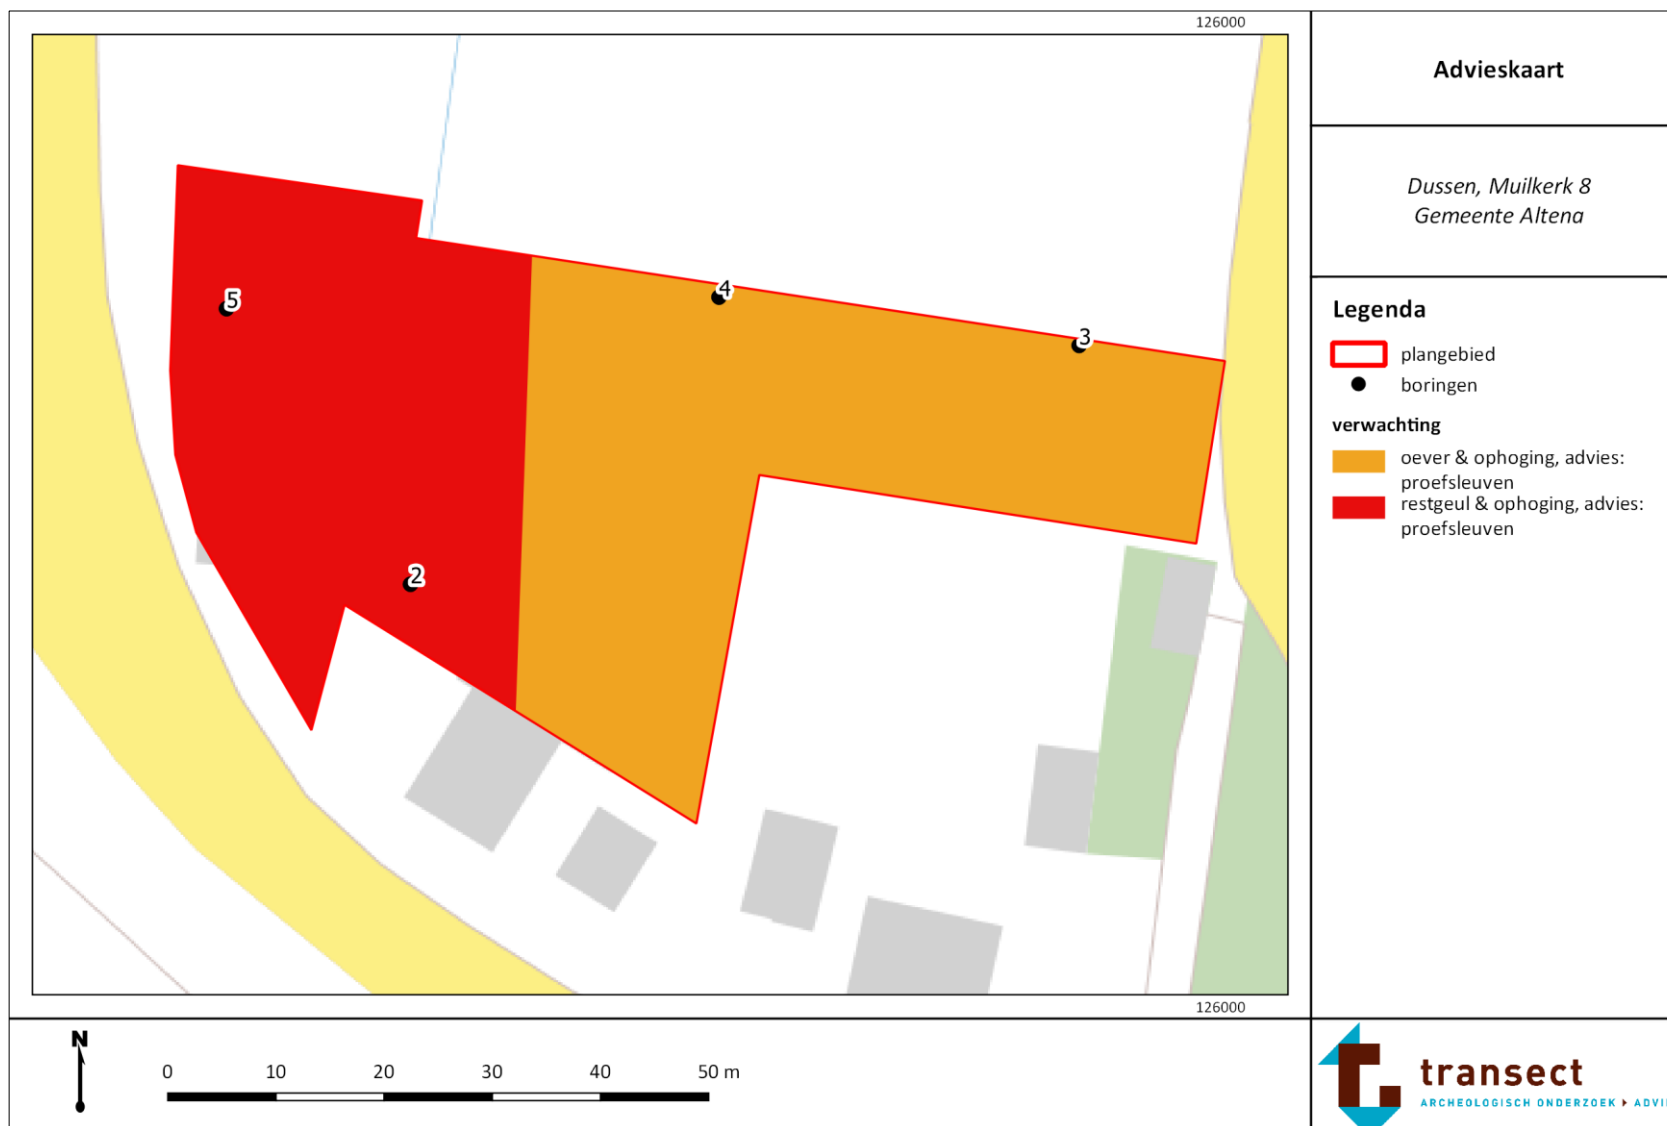 126000
Advieskaart
Dussen, Muilkerk 8
Gemeente Altena
Legenda
plangebied
boringen
verwachting
oever & ophoging, advies:
proefsleuven
restgeul & ophoging, advies:
proefsleuven
5
4
3
2
126000
N
0 10 20 30 40 50 m
transect
ARCHEOLOGISCH ONDERZOEK ▸ ADVI